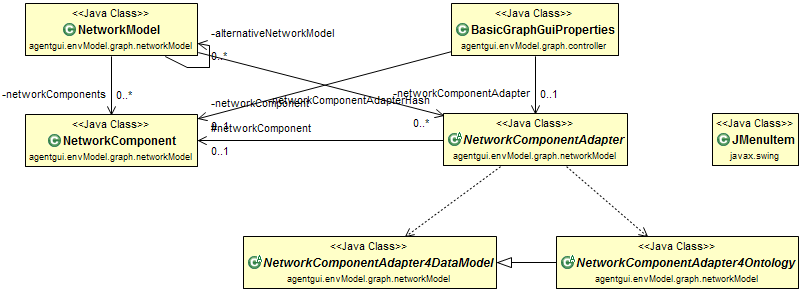 <<Java Class>>
NetworkModel
agentgui.envModel.graph.networkModel
<<Java Class>>
BasicGraphGuiProperties
agentgui.envModel.graph.controller
-alternativeNetworkModel
0..*
-networkComponents
0..*
-networkComponent
0..1
-networkComponentAdapterHash
0..*
-networkComponentAdapter
0..1
<<Java Class>>
NetworkComponent
agentgui.envModel.graph.networkModel
#networkComponent
0..1
<<Java Class>>
NetworkComponentAdapter
agentgui.envModel.graph.networkModel
<<Java Class>>
JMenuItem
javax.swing
<<Java Class>>
NetworkComponentAdapter4DataModel
agentgui.envModel.graph.networkModel
<<Java Class>>
NetworkComponentAdapter4Ontology
agentgui.envModel.graph.networkModel